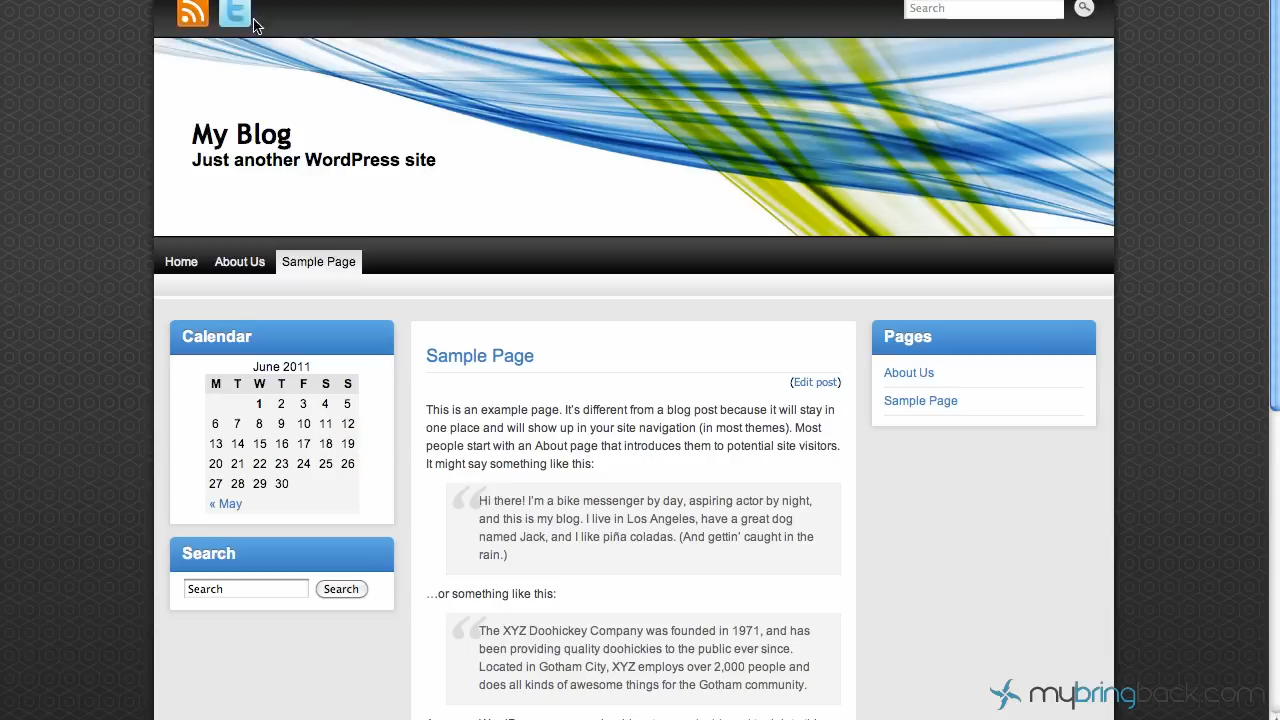 Search
My Blog
Just another WordPress site
Home About Us Sample Page
Calendar
June 2011
M T W T F S S
1 2 3 4 5
6 7 8 9 10 11 12
13 14 15 16 17 18 19
20 21 22 23 24 25 26
27 28 29 30
« May
Search
Search Search
Sample Page
(Edit post)
This is an example page. It's different from a blog post because it will stay in
one place and will show up in your site navigation (in most themes). Most
people start with an About page that introduces them to potential site visitors.
It might say something like this:
Hi there! I'm a bike messenger by day, aspiring actor by night,
and this is my blog. I live in Los Angeles, have a great dog
named Jack, and I like piña coladas. (And gettin' caught in the
rain.)
…or something like this:
The XYZ Doohickey Company was founded in 1971, and has
been providing quality doohickies to the public ever since.
Located in Gotham City, XYZ employs over 2,000 people and
does all kinds of awesome things for the Gotham community.
Pages
About Us
Sample Page
mybringback.com